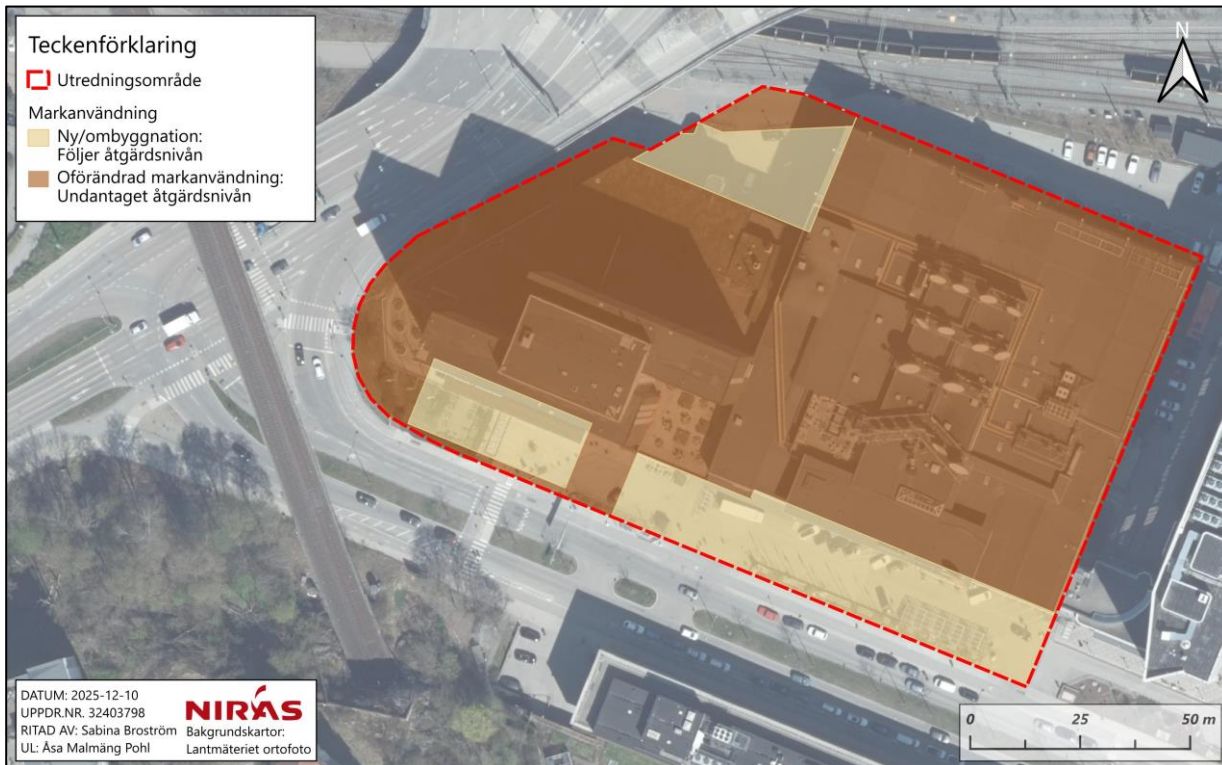 Teckenförklaring
Utredningsområde
Markanvändning
Ny/ombyggnation:
Följer åtgärdsnivån
Oförändrad markanvändning:
Undantaget åtgärdsnivån
N
DATUM: 2025-12-10
UPPDR.NR. 32403798
RITAD AV: Sabina Broström
UL: Åsa Malmäng Pohl
NIRÁS
Bakgrundskartor:
Lantmäteriet ortofoto
0 25 50 m